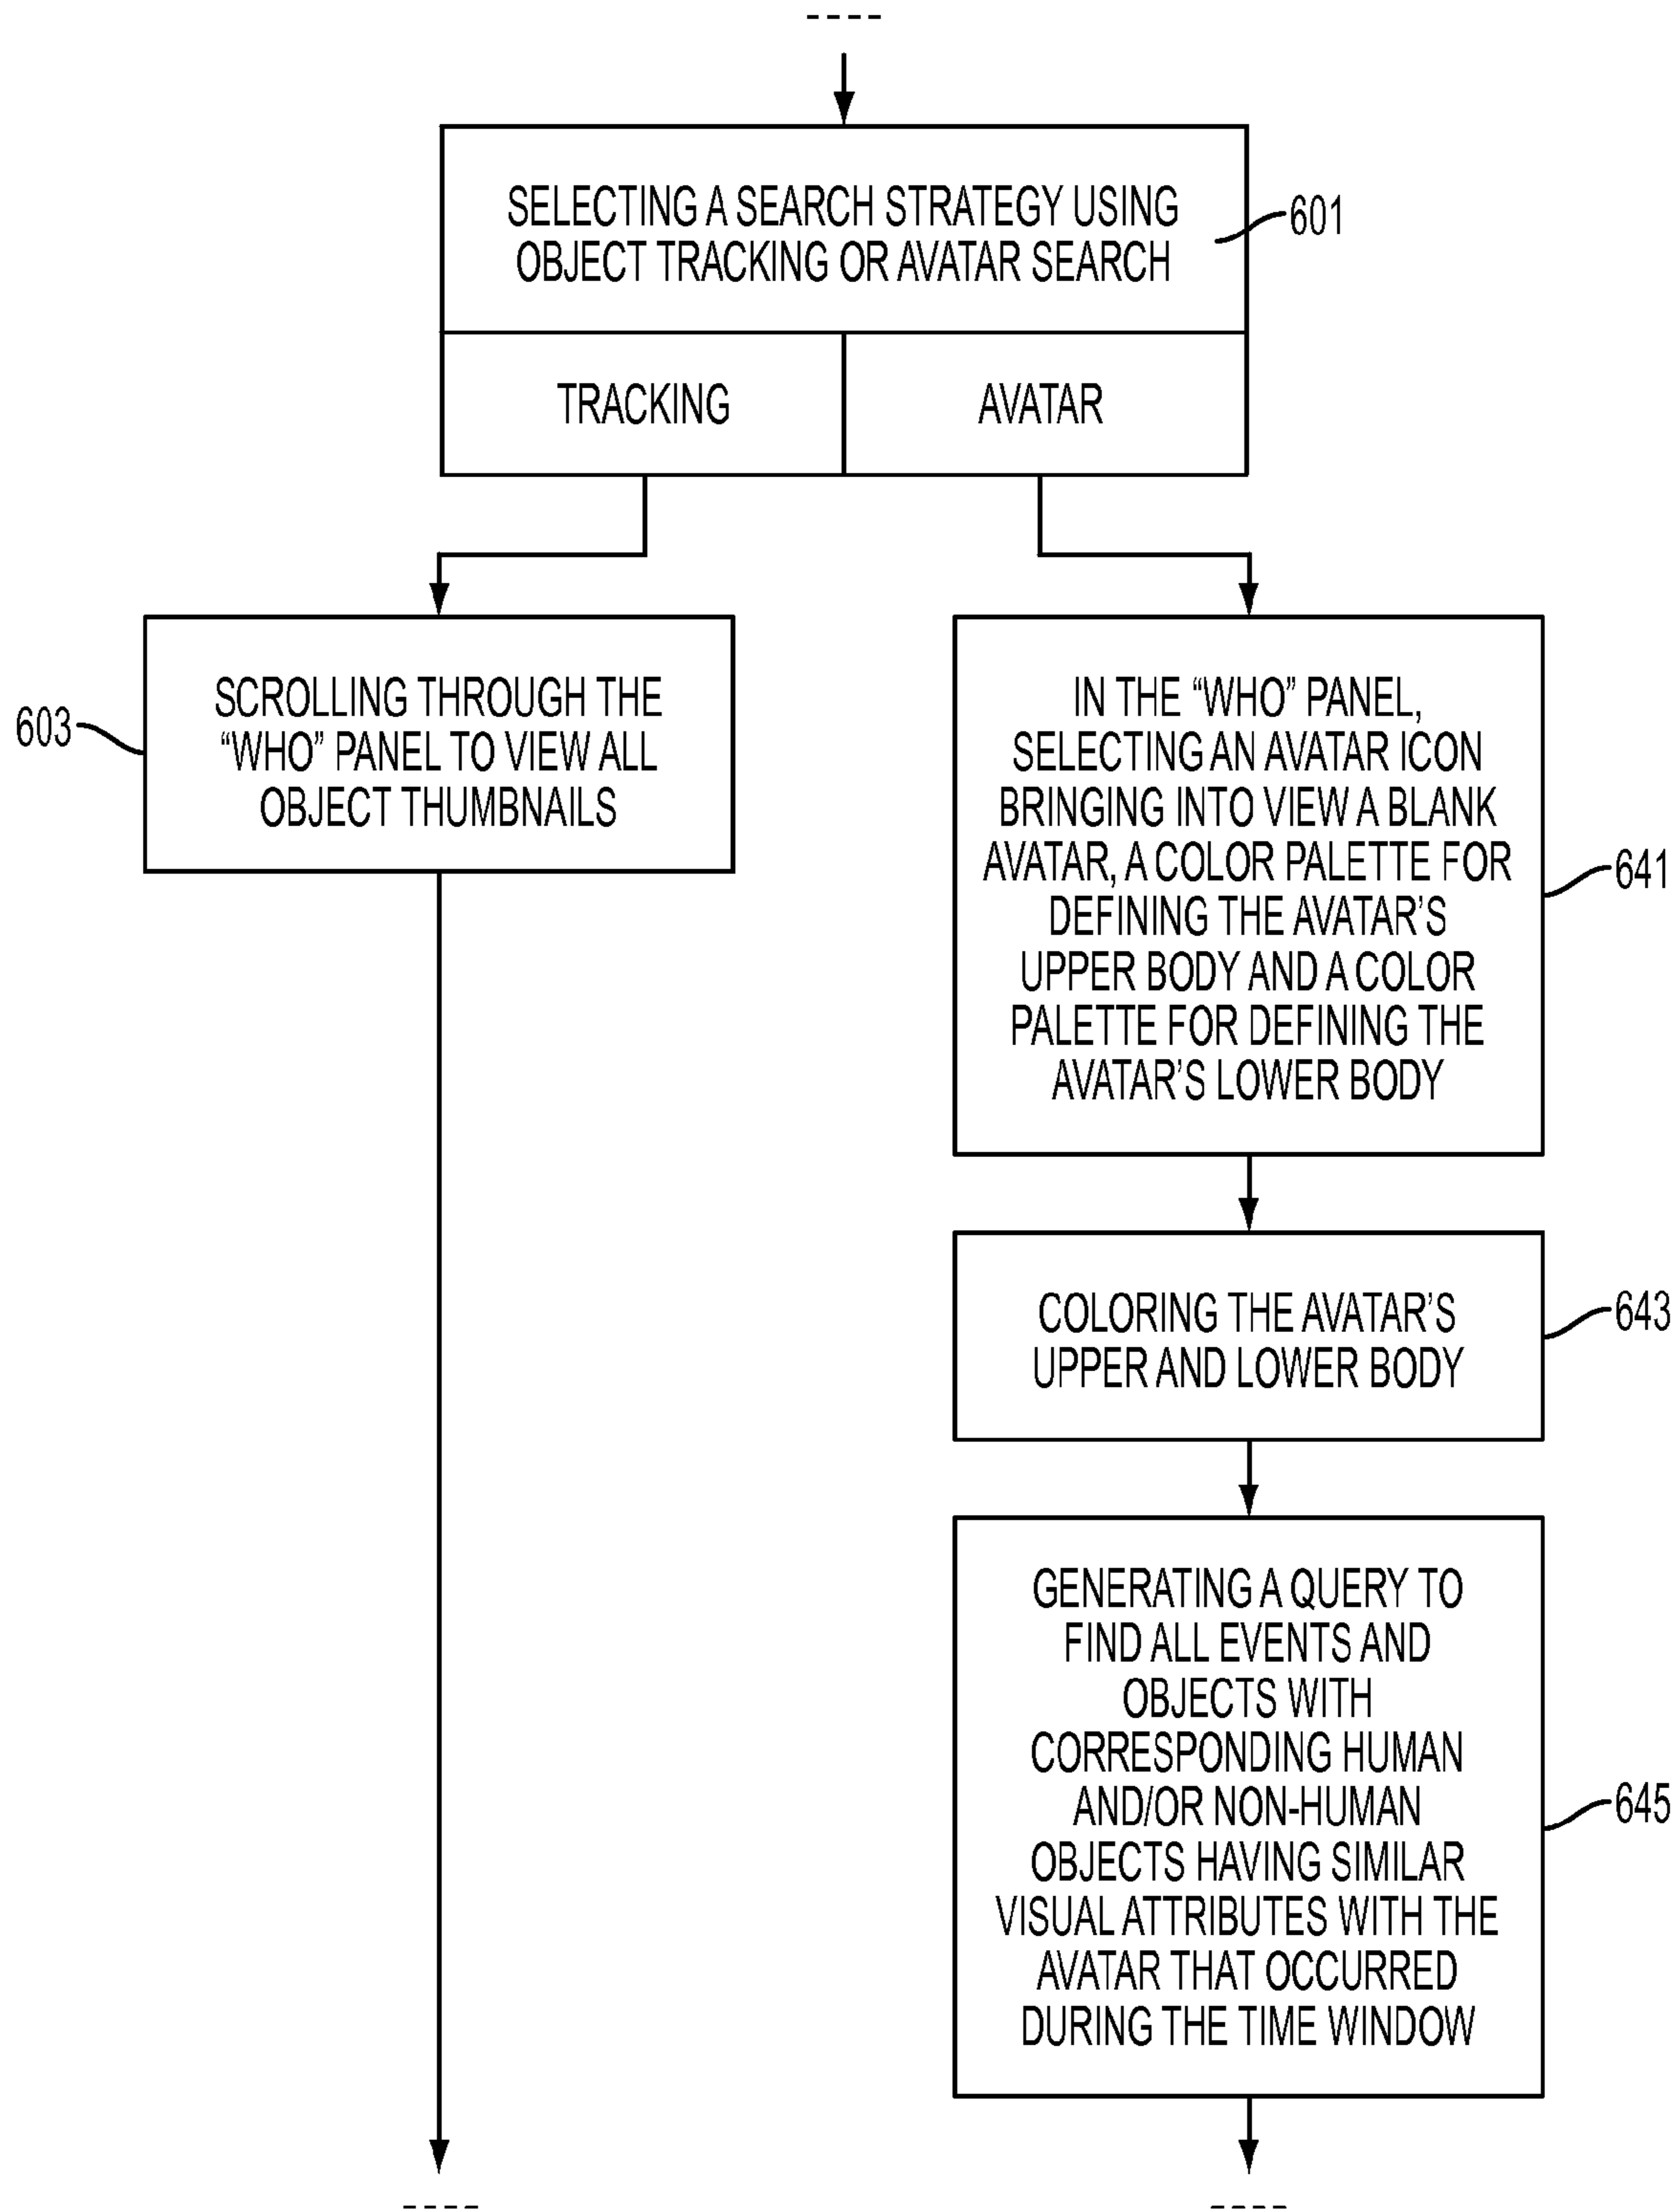 SELECTING A SEARCH STRATEGY USING
OBJECT TRACKING OR AVATAR SEARCH
601
TRACKING
AVATAR
603
SCROLLING THROUGH THE
“WHO” PANEL TO VIEW ALL
OBJECT THUMBNAILS
IN THE “WHO” PANEL,
SELECTING AN AVATAR ICON
BRINGING INTO VIEW A BLANK
AVATAR, A COLOR PALETTE FOR
DEFINING THE AVATAR’S
UPPER BODY AND A COLOR
PALETTE FOR DEFINING THE
AVATAR’S LOWER BODY
641
COLORING THE AVATAR’S
UPPER AND LOWER BODY
643
GENERATING A QUERY TO
FIND ALL EVENTS AND
OBJECTS WITH
CORRESPONDING HUMAN
AND/OR NON-HUMAN
OBJECTS HAVING SIMILAR
VISUAL ATTRIBUTES WITH THE
AVATAR THAT OCCURRED
DURING THE TIME WINDOW
645